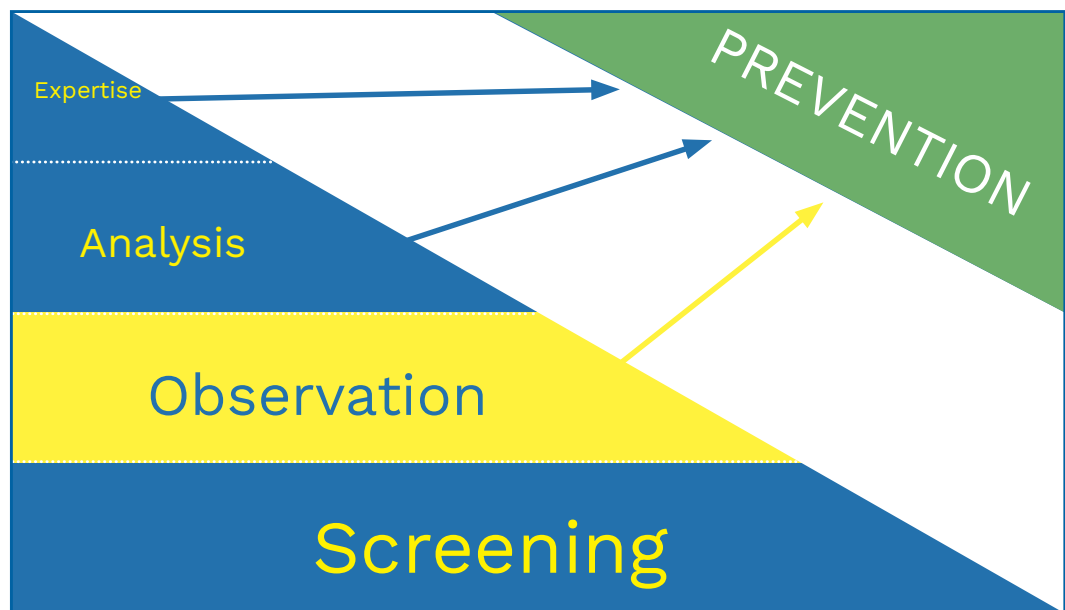 PREVENTION
Expertise
Analysis
Observation
Screening